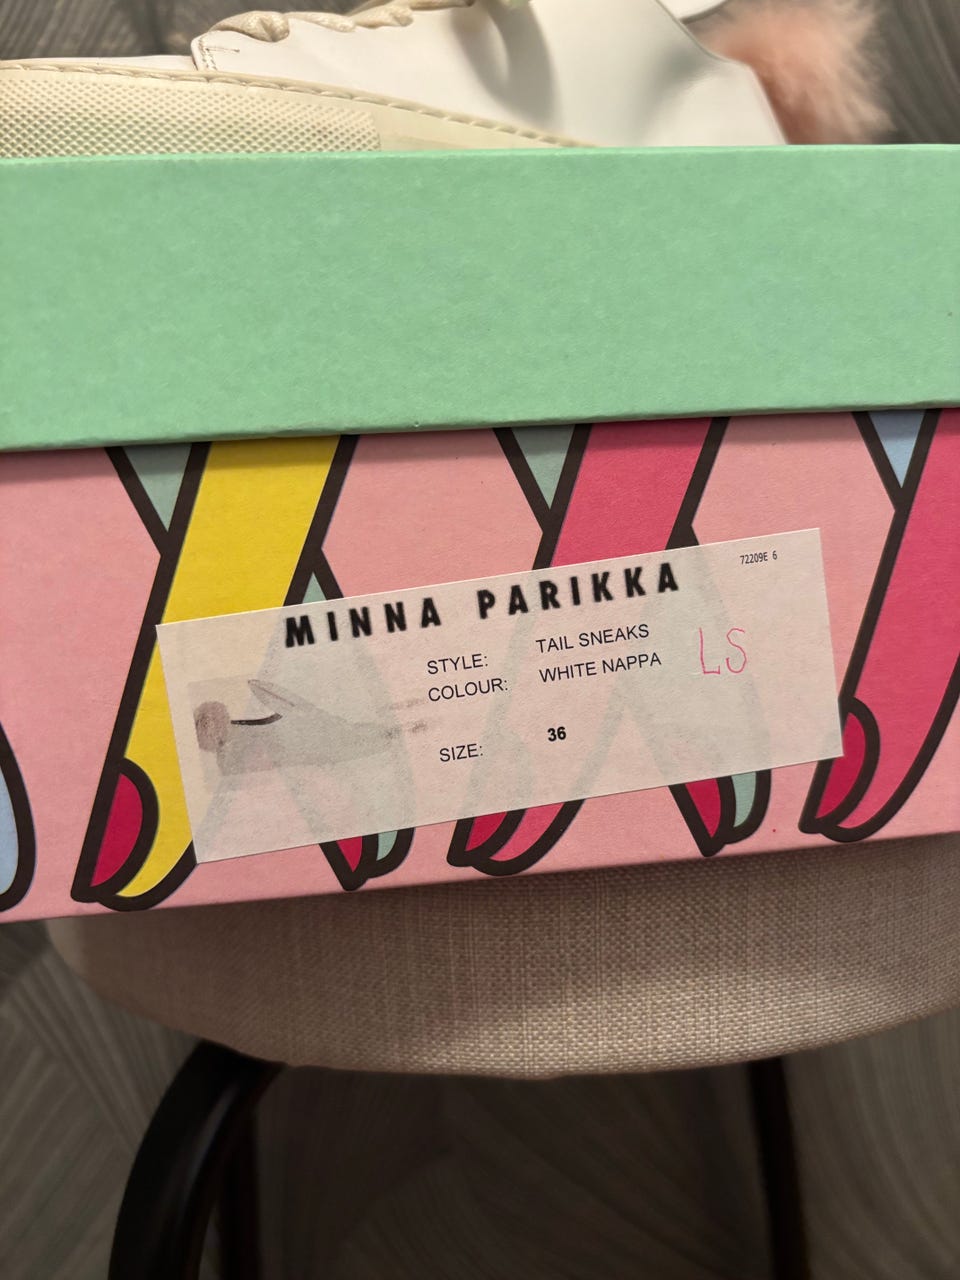 72209E 6
MINNA PARIKKA
STYLE: TAIL SNEAKS
COLOUR: WHITE NAPPA
LS
SIZE: 36